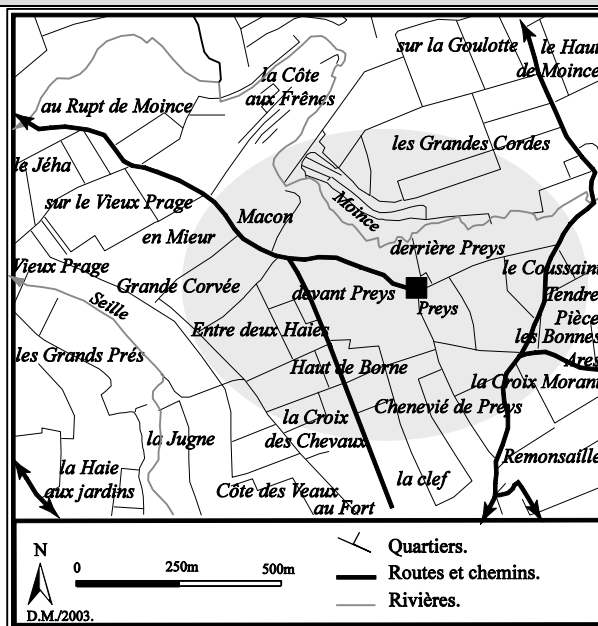 sur la Goulotte
le Haut
de Moince
la Côte
aux Frênes
au Rupt de Moince
les Grandes Cordes
le Jéha
sur le Vieux Prage
Macon
Moince
en Mieur
derrière Preys
Vieux Prage
le Coussaint
Grande Corvée
devant Preys
Tendre
Seille
Preys
Pièce
Entre deux Haies
les Bonnes
les Grands Prés
Ares
Haut de Borne
la Croix Morant
Chenevié de Preys
la Croix
des Chevaux
la Jugne
Remonsaille
la Haie
aux jardins
la clef
Côte des Veaux
au Fort
N
0 250m 500m
D.M./2003.
Quartiers.
Routes et chemins.
Rivières.